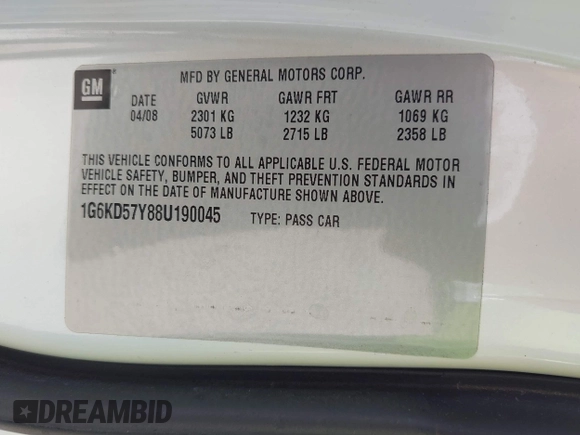 GM
MFD BY GENERAL MOTORS CORP.
DATE GVWR GAWR FRT GAWR RR
04/08 2301 KG 1232 KG 1069 KG
5073 LB 2715 LB 2358 LB
THIS VEHICLE CONFORMS TO ALL APPLICABLE U.S. FEDERAL MOTOR
VEHICLE SAFETY, BUMPER, AND THEFT PREVENTION STANDARDS IN
EFFECT ON THE DATE OF MANUFACTURE SHOWN ABOVE.
1G6KD57Y88U190045 TYPE: PASS CAR
DREAMBID